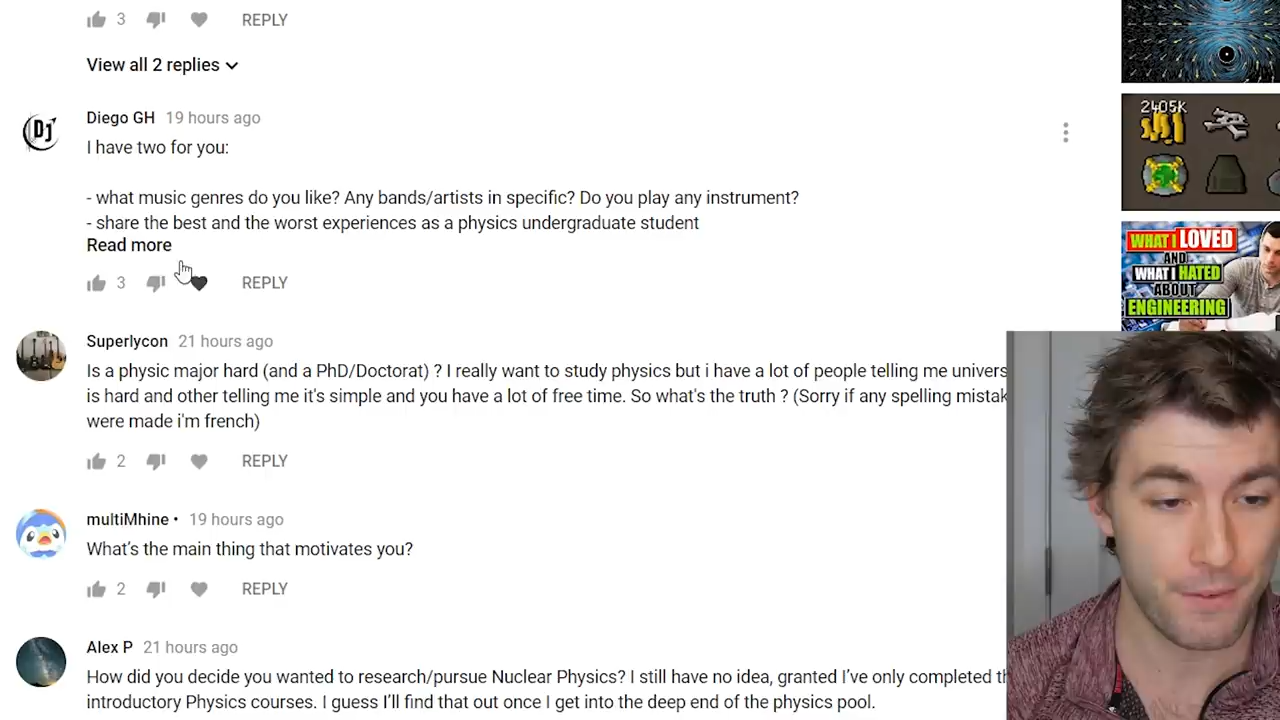 3 REPLY
View all 2 replies
Diego GH 19 hours ago
I have two for you:
- what music genres do you like? Any bands/artists in specific? Do you play any instrument?
- share the best and the worst experiences as a physics undergraduate student
Read more
3 REPLY
Superlycon 21 hours ago
Is a physic major hard (and a PhD/Doctorat) ? I really want to study physics but i have a lot of people telling me univers
is hard and other telling me it's simple and you have a lot of free time. So what's the truth ? (Sorry if any spelling mistak
were made i'm french)
2 REPLY
multiMhine • 19 hours ago
What's the main thing that motivates you?
2 REPLY
Alex P 21 hours ago
How did you decide you wanted to research/pursue Nuclear Physics? I still have no idea, granted I've only completed th
introductory Physics courses. I guess I'll find that out once I get into the deep end of the physics pool.
DJ
2405K
WHAT I LOVED
AND
WHAT I HATED
ABOUT
ENGINEERING